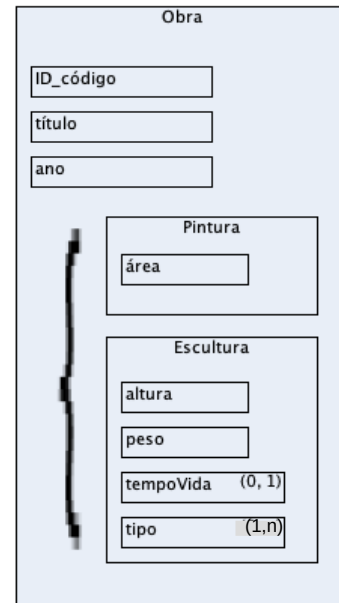 Obra
ID_código
título
ano
Pintura
área
Escultura
altura
peso
tempoVida (0, 1)
tipo (1,n)